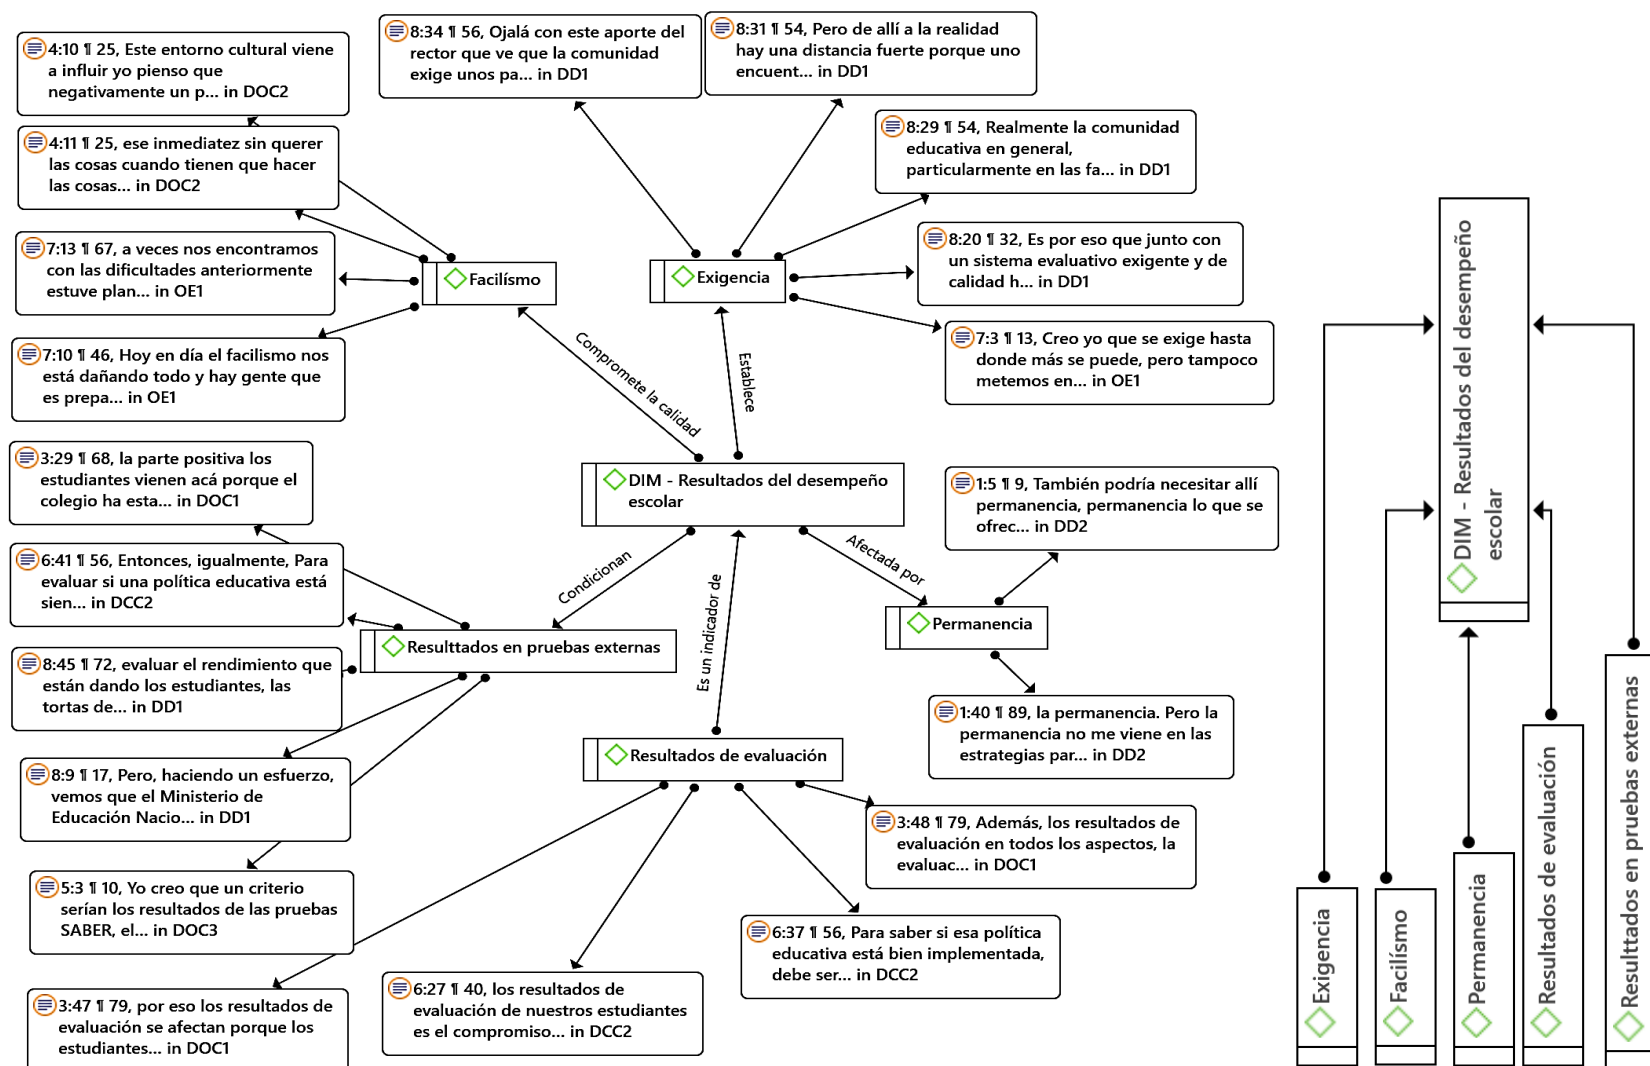 4:10 ¶ 25, Este entorno cultural viene
a influir yo pienso que
negativamente un p... in DOC2
4:11 ¶ 25, ese inmediatez sin querer
las cosas cuando tienen que hacer
las cosas... in DOC2
7:13 ¶ 67, a veces nos encontramos
con las dificultades anteriormente
estuve plan... in OE1
7:10 ¶ 46, Hoy en día el facilismo nos
está dañando todo y hay gente que
es prepa... in OE1
8:34 ¶ 56, Ojalá con este aporte del
rector que ve que la comunidad
exige unos pa... in DD1
8:31 ¶ 54, Pero de allí a la realidad
hay una distancia fuerte porque uno
encuent... in DD1
8:29 ¶ 54, Realmente la comunidad
educativa en general,
particularmente en las fa... in DD1
8:20 ¶ 32, Es por eso que junto con
un sistema evaluativo exigente y de
calidad h... in DD1
7:3 ¶ 13, Creo yo que se exige hasta
donde más se puede, pero tampoco
metemos en... in OE1
Facilísmo
Exigencia
Compromete la calidad
Establece
DIM - Resultados del desempeño
escolar
Condicionan
Es un indicador de
Afectada por
3:29 ¶ 68, la parte positiva los
estudiantes vienen acá porque el
colegio ha esta... in DOC1
6:41 ¶ 56, Entonces, igualmente, Para
evaluar si una política educativa está
sien... in DCC2
8:45 ¶ 72, evaluar el rendimiento que
están dando los estudiantes, las
tortas de... in DD1
8:9 ¶ 17, Pero, haciendo un esfuerzo,
vemos que el Ministerio de
Educación Nacio... in DD1
5:3 ¶ 10, Yo creo que un criterio
serían los resultados de las pruebas
SABER, el... in DOC3
3:47 ¶ 79, por eso los resultados de
evaluación se afectan porque los
estudiantes... in DOC1
Resulttados en pruebas externas
1:5 ¶ 9, También podría necesitar allí
permanencia, permanencia lo que se
ofrec... in DD2
Permanencia
1:40 ¶ 89, la permanencia. Pero la
permanencia no me viene en las
estrategias par... in DD2
Resultados de evaluación
3:48 ¶ 79, Además, los resultados de
evaluación en todos los aspectos, la
evaluac... in DOC1
6:37 ¶ 56, Para saber si esa política
educativa está bien implementada,
debe ser... in DCC2
6:27 ¶ 40, los resultados de
evaluación de nuestros estudiantes
es el compromiso... in DCC2
DIM - Resultados del desempeño
escolar
Exigencia
Facilísmo
Permanencia
Resultados de evaluación
Resulttados en pruebas externas